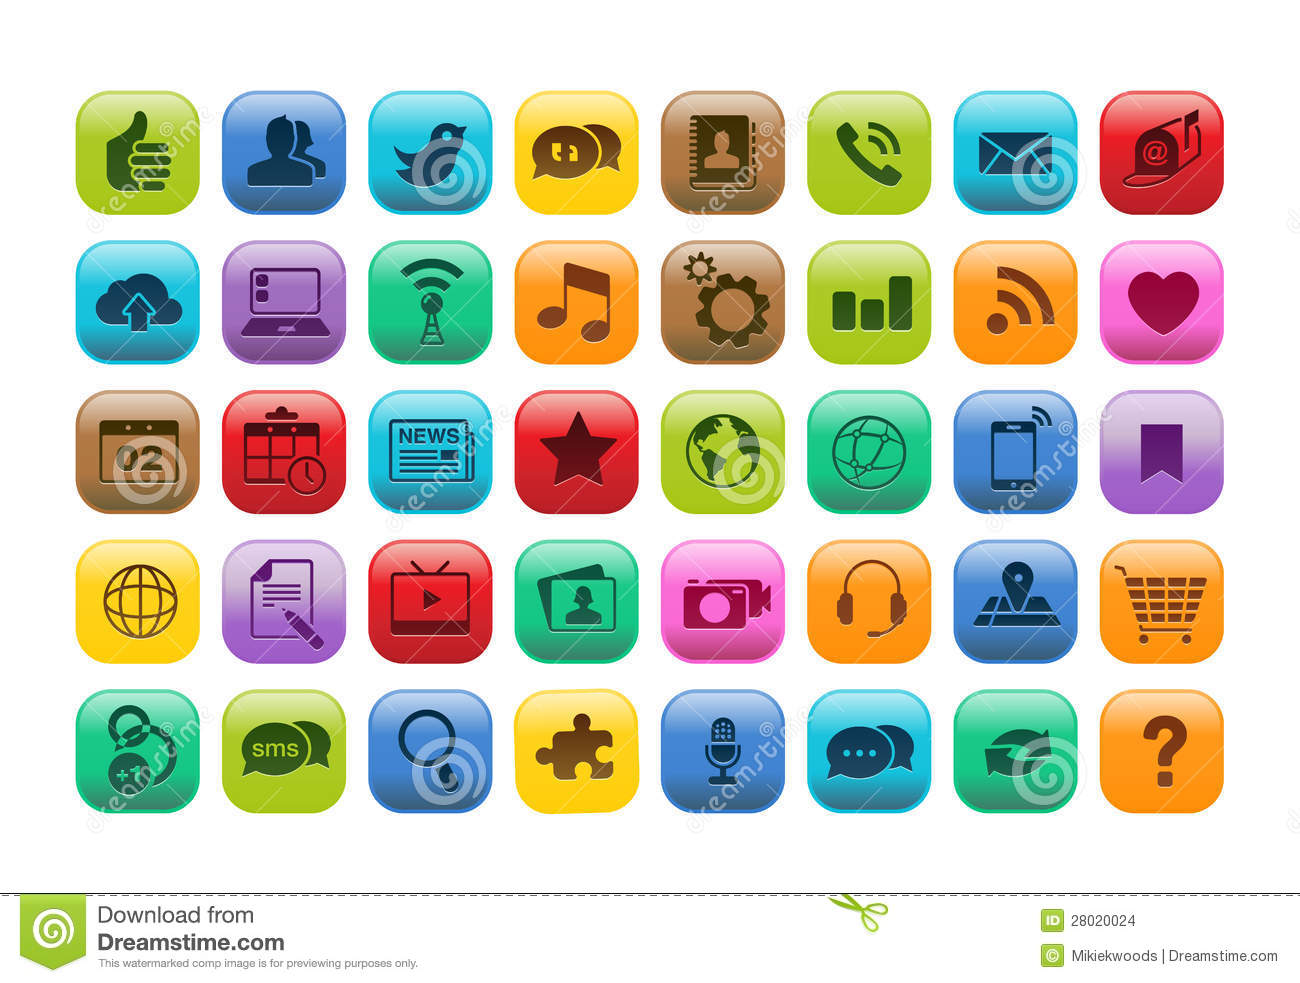 @
02
NEWS
+1
sms
?
Download from
Dreamstime.com
This watermarked comp image is for previewing purposes only.
ID 28020024
© Mikiekwoods | Dreamstime.com